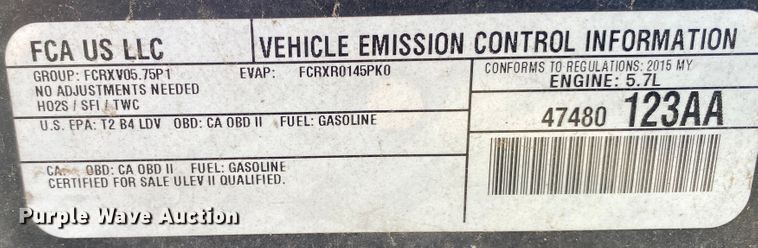 FCA US LLC
VEHICLE EMISSION CONTROL INFORMATION
GROUP: FCRXV05.75P1 EVAP: FCRXR0145PK0
NO ADJUSTMENTS NEEDED
HO2S / SFI / TWC
CONFORMS TO REGULATIONS: 2015 MY
ENGINE: 5.7L
U.S. EPA: T2 B4 LDV OBD: CA OBD II FUEL: GASOLINE
47480 123AA
CA: OBD: CA OBD II FUEL: GASOLINE
CERTIFIED FOR SALE ULEV II QUALIFIED.
Purple Wave Auction